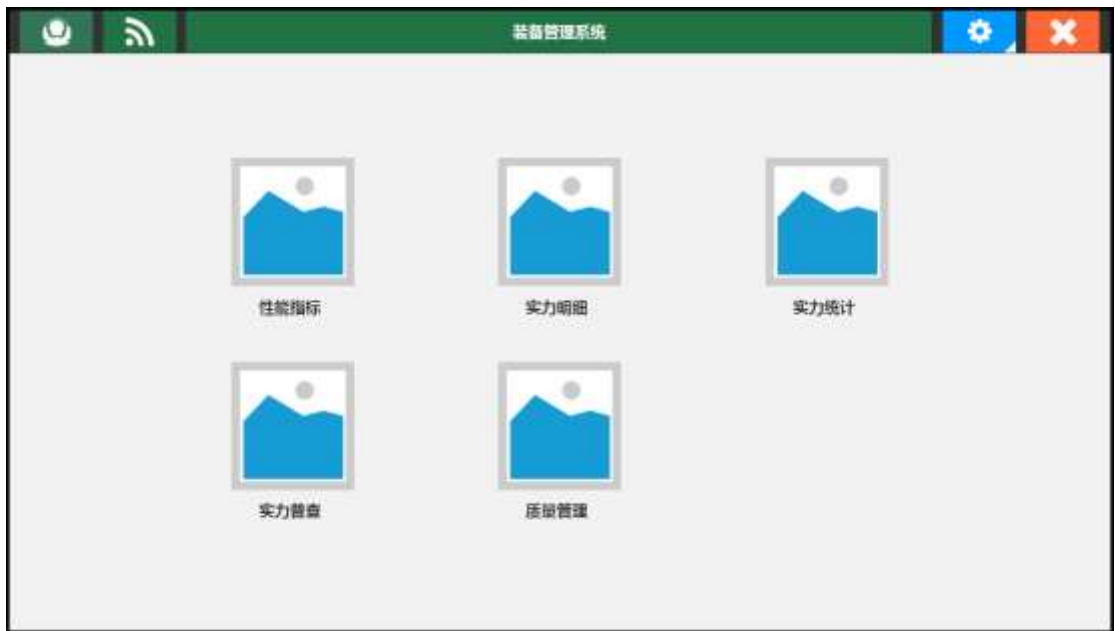 装备管理系统
性能指标
实力明细
实力统计
实力普查
质量管理